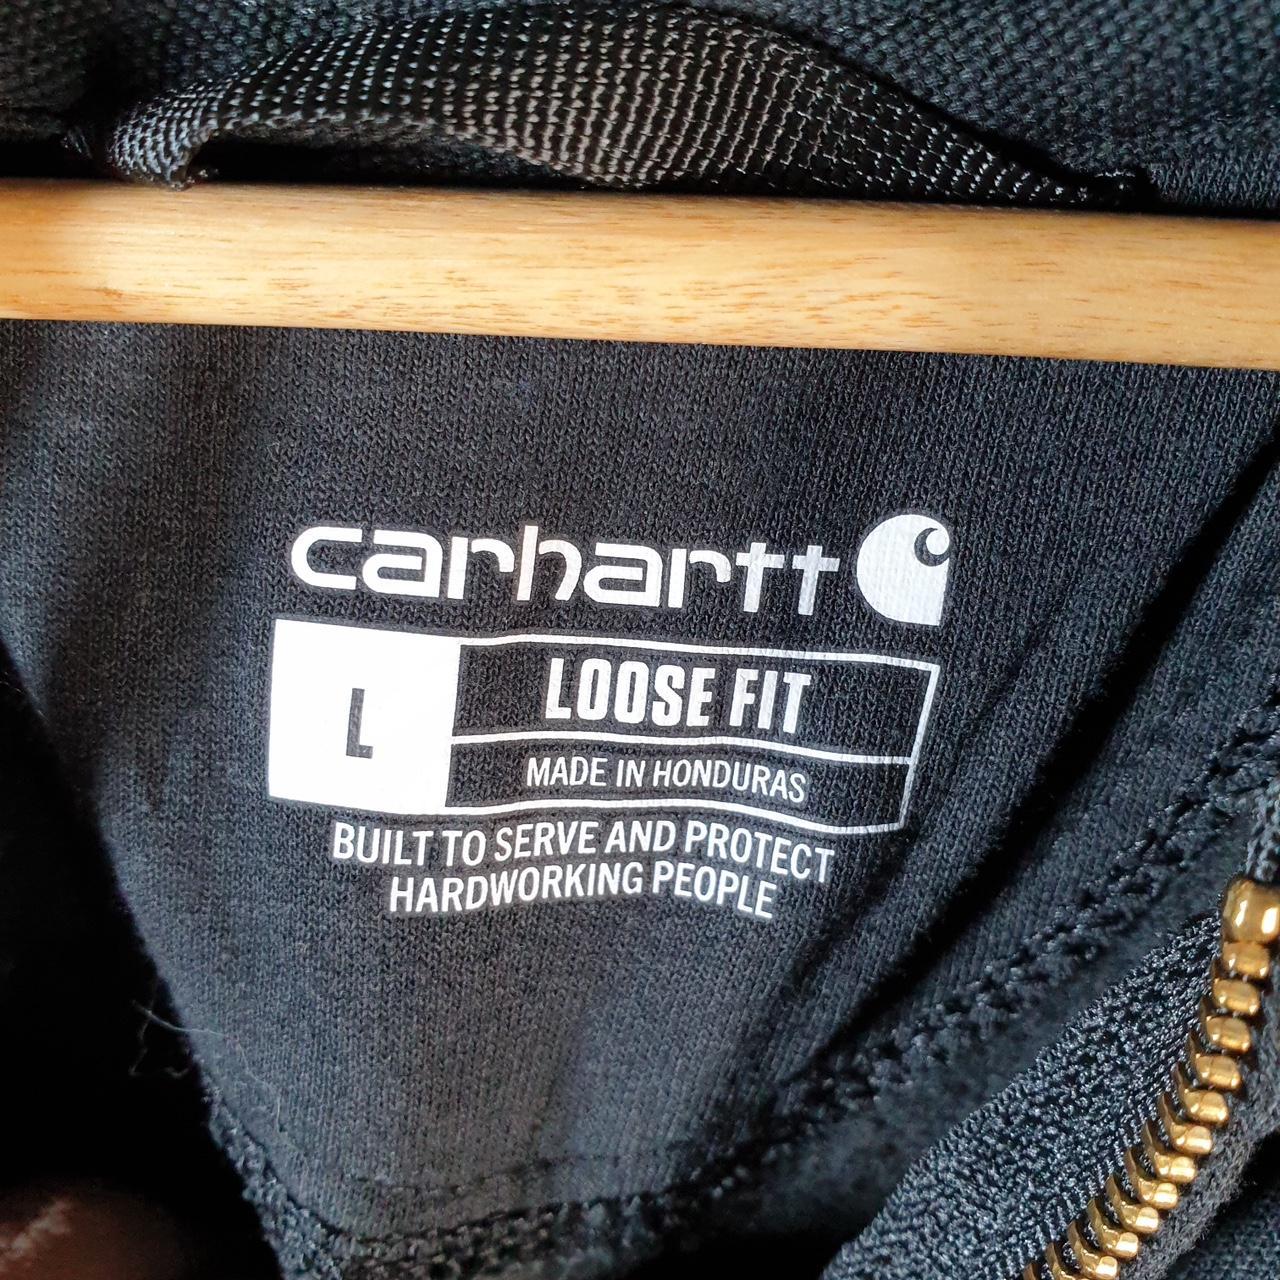 carhartt
L
LOOSE FIT
MADE IN HONDURAS
BUILT TO SERVE AND PROTECT
HARDWORKING PEOPLE